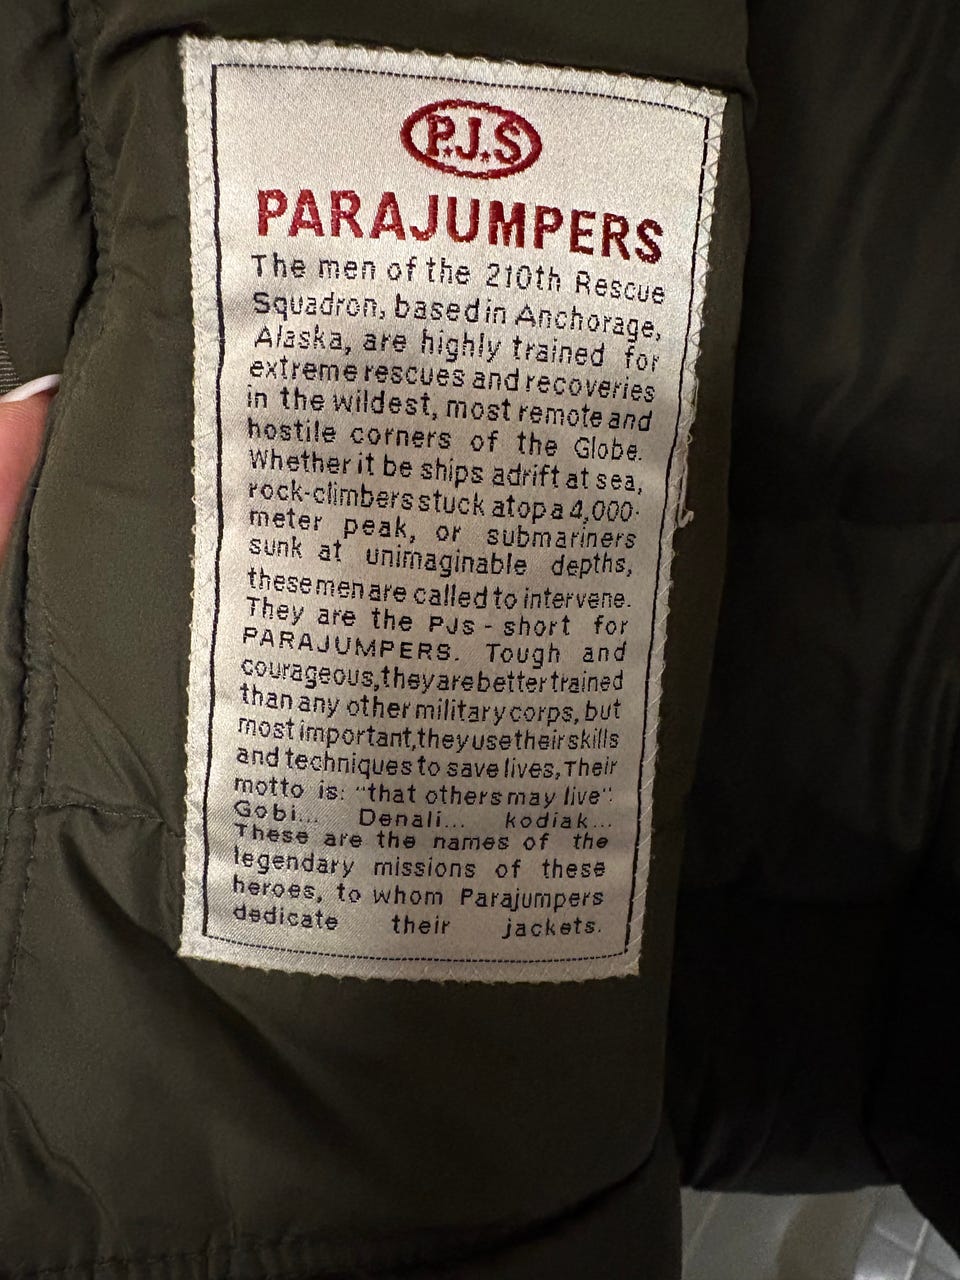 P.J.S
PARAJUMPERS
The men of the 210th Rescue
Squadron, based in Anchorage,
Alaska, are highly trained for
extreme rescues and recoveries
in the wildest, most remote and
hostile corners of the Globe.
Whether it be ships adrift at sea,
rock-climbers stuck atop a 4,000-
meter peak, or submariners
sunk at unimaginable depths,
these men are called to intervene.
They are the PJs - short for
PARAJUMPERS. Tough and
courageous, they are better trained
than any other military corps, but
most important, they use their skills
and techniques to save lives, Their
motto is: "that others may live".
Gobi... Denali... kodiak...
These are the names of the
legendary missions of these
heroes, to whom Parajumpers
dedicate their jackets.